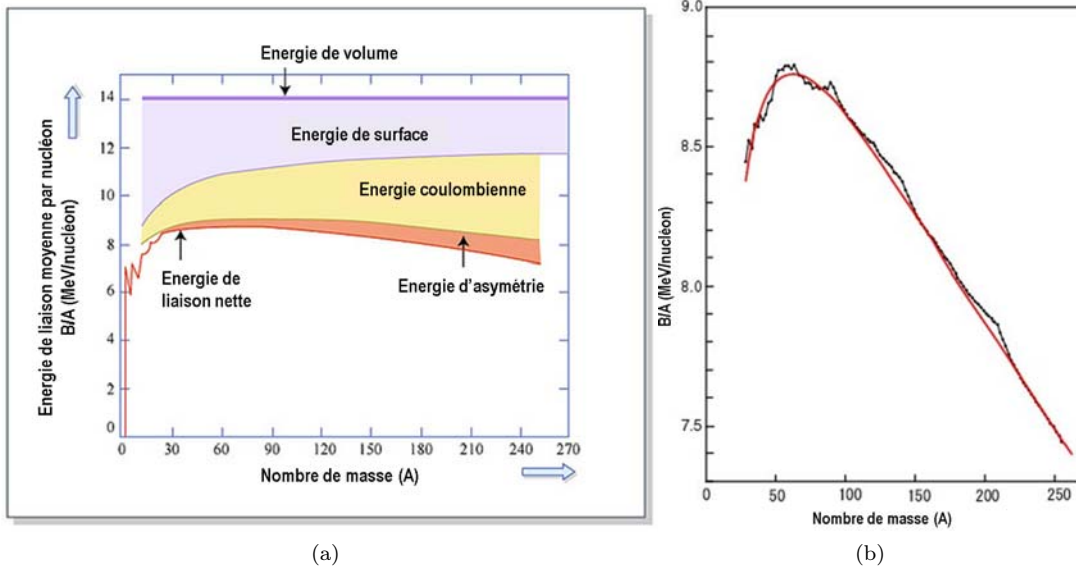 Energie de volume
14
12
10
8
6
4
2
0
Energie de liaison moyenne par nucléon
B/A (MeV/nucléon)
Energie de surface
Energie coulombienne
Energie de
liaison nette
Energie d'asymétrie
0 30 60 90 120 150 180 210 240 270
Nombre de masse (A)
(a)
9.0
8.5
8.0
7.5
B/A (MeV/nucléon)
0 50 100 150 200 250
Nombre de masse (A)
(b)